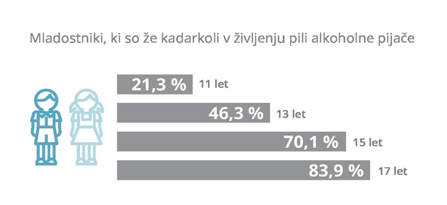 Mladostniki, ki so že kadarkoli v življenju pili alkoholne pijače
21,3 % 11 let
46,3 % 13 let
70,1 % 15 let
83,9 % 17 let